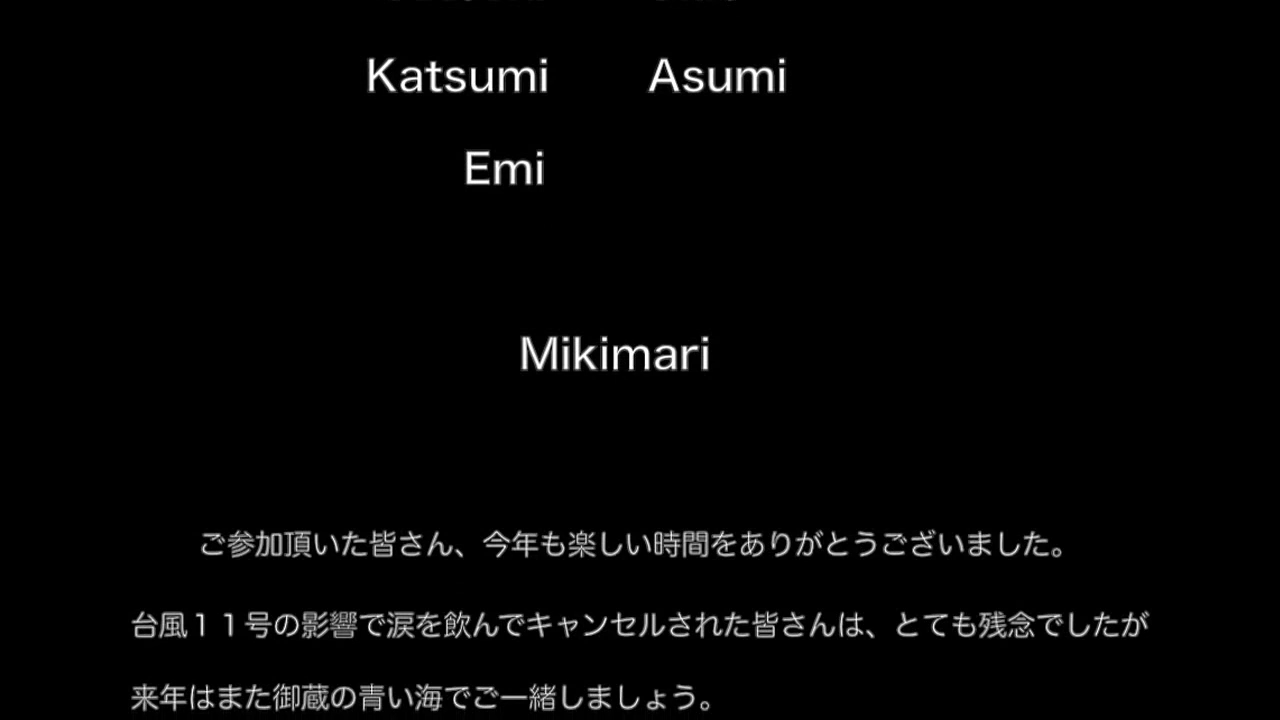 Katsumi Asumi
Emi
Mikimari
ご参加頂いた皆さん、今年も楽しい時間をありがとうございました。
台風１１号の影響で涙を飲んでキャンセルされた皆さんは、とても残念でしたが
来年はまた御蔵の青い海でご一緒しましょう。